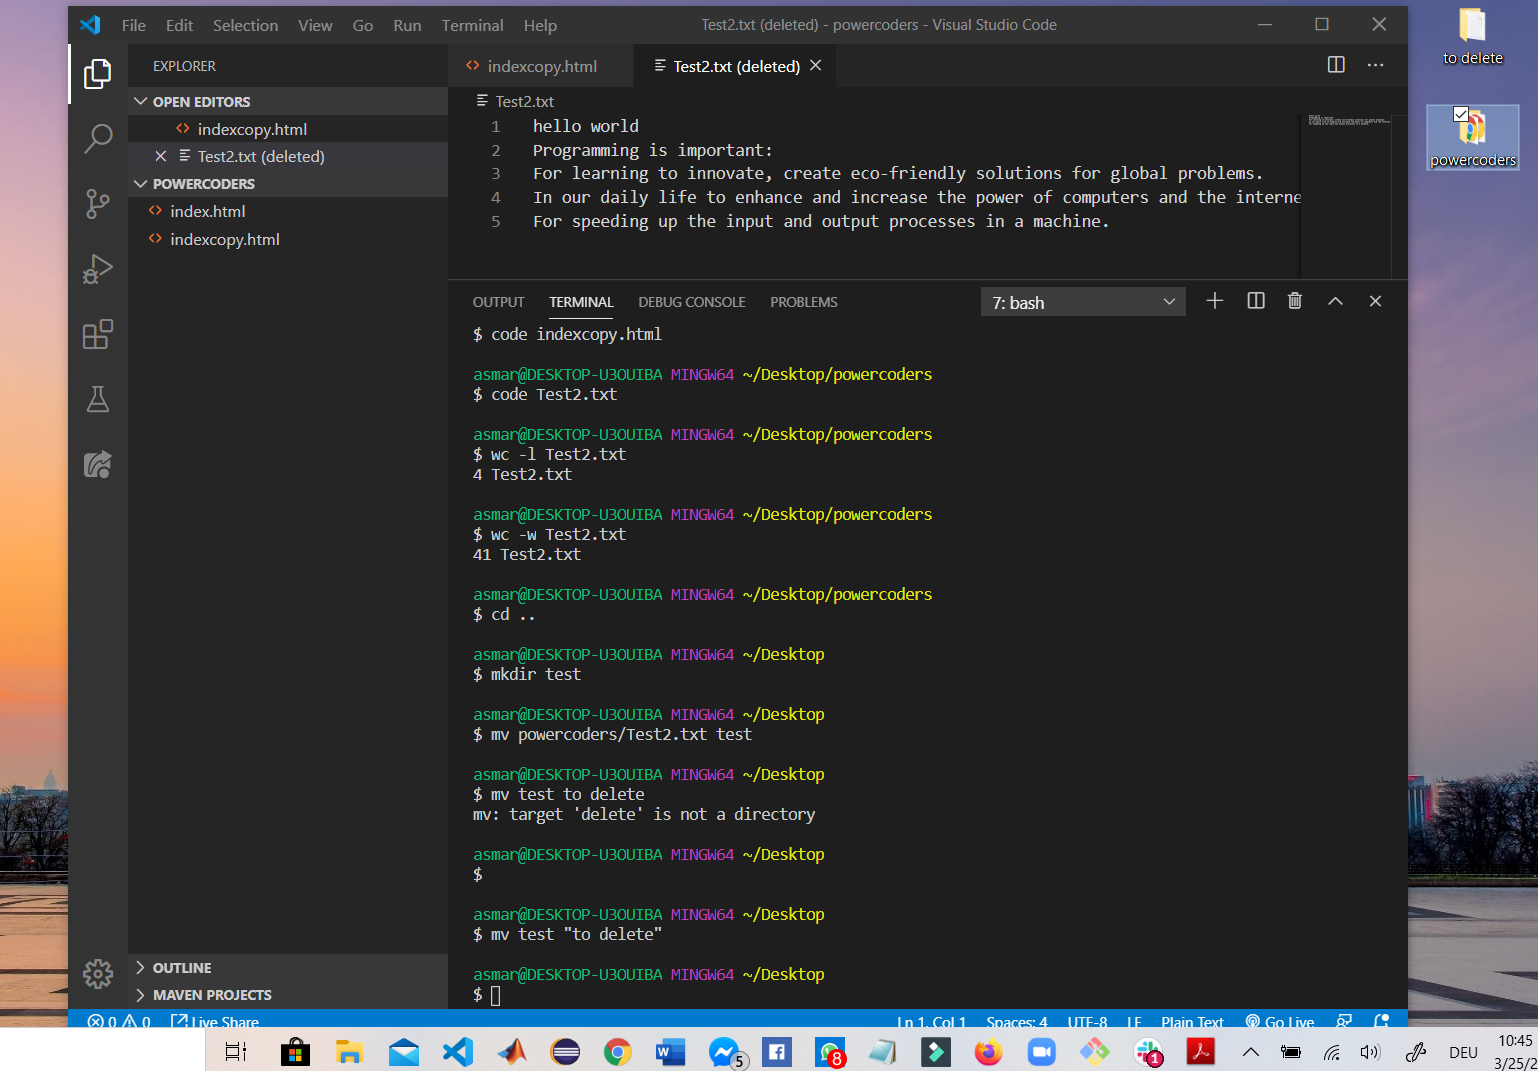 File Edit Selection View Go Run Terminal Help
Test2.txt (deleted) - powercoders - Visual Studio Code
to delete
powercoders
EXPLORER
OPEN EDITORS
indexcopy.html
Test2.txt (deleted)
POWERCODERS
index.html
indexcopy.html
OUTLINE
MAVEN PROJECTS
indexcopy.html
Test2.txt (deleted)
Test2.txt
1 hello world
2 Programming is important:
3 For learning to innovate, create eco-friendly solutions for global problems.
4 In our daily life to enhance and increase the power of computers and the interne
5 For speeding up the input and output processes in a machine.
OUTPUT TERMINAL DEBUG CONSOLE PROBLEMS
7: bash
$ code indexcopy.html
asmar@DESKTOP-U3OUIBA MINGW64 ~/Desktop/powercoders
$ code Test2.txt
asmar@DESKTOP-U3OUIBA MINGW64 ~/Desktop/powercoders
$ wc -l Test2.txt
4 Test2.txt
asmar@DESKTOP-U3OUIBA MINGW64 ~/Desktop/powercoders
$ wc -w Test2.txt
41 Test2.txt
asmar@DESKTOP-U3OUIBA MINGW64 ~/Desktop/powercoders
$ cd ..
asmar@DESKTOP-U3OUIBA MINGW64 ~/Desktop
$ mkdir test
asmar@DESKTOP-U3OUIBA MINGW64 ~/Desktop
$ mv powercoders/Test2.txt test
asmar@DESKTOP-U3OUIBA MINGW64 ~/Desktop
$ mv test to delete
mv: target 'delete' is not a directory
asmar@DESKTOP-U3OUIBA MINGW64 ~/Desktop
$
asmar@DESKTOP-U3OUIBA MINGW64 ~/Desktop
$ mv test "to delete"
asmar@DESKTOP-U3OUIBA MINGW64 ~/Desktop
$
0 0 Live Share
Ln 1, Col 1 Spaces: 4 UTF-8 LF Plain Text Go Live
5
8
1
DEU
10:45
3/25/2